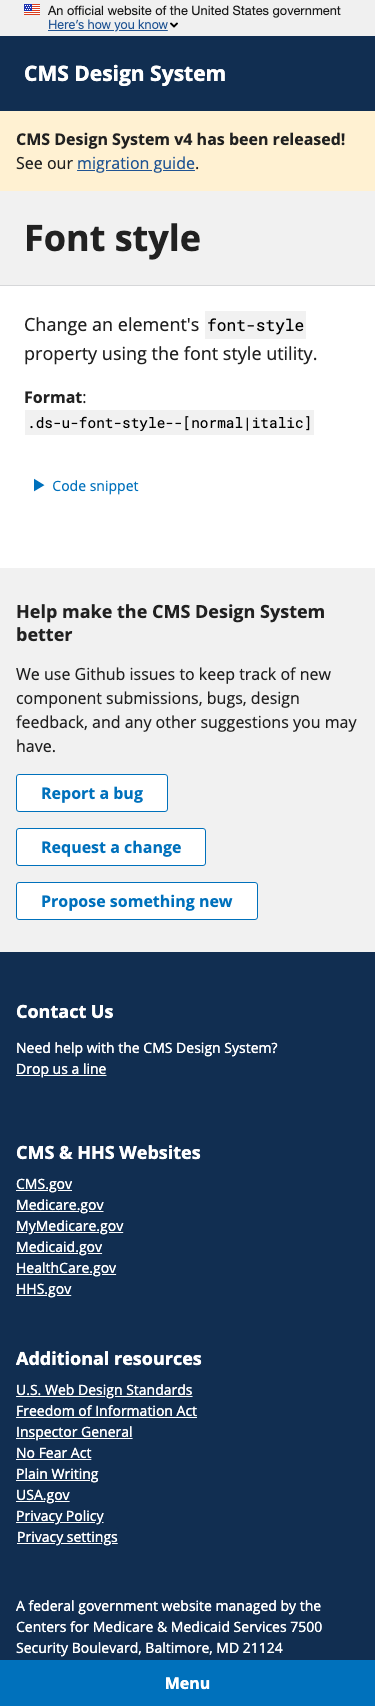 An official website of the United States government
Here's how you know
CMS Design System
CMS Design System v4 has been released!
See our migration guide.
Font style
Change an element's font-style
property using the font style utility.
Format:
.ds-u-font-style--[normal|italic]
Code snippet
Help make the CMS Design System
better
We use Github issues to keep track of new
component submissions, bugs, design
feedback, and any other suggestions you may
have.
Report a bug
Request a change
Propose something new
Contact Us
Need help with the CMS Design System?
Drop us a line
CMS & HHS Websites
CMS.gov
Medicare.gov
MyMedicare.gov
Medicaid.gov
HealthCare.gov
HHS.gov
Additional resources
U.S. Web Design Standards
Freedom of Information Act
Inspector General
No Fear Act
Plain Writing
USA.gov
Privacy Policy
Privacy settings
A federal government website managed by the
Centers for Medicare & Medicaid Services 7500
Security Boulevard, Baltimore, MD 21124
Menu